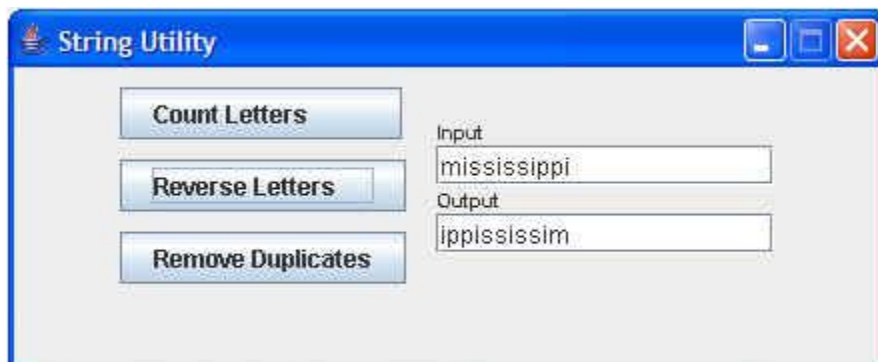 String Utility
Count Letters
Reverse Letters
Remove Duplicates
Input
mississippi
Output
ippississim